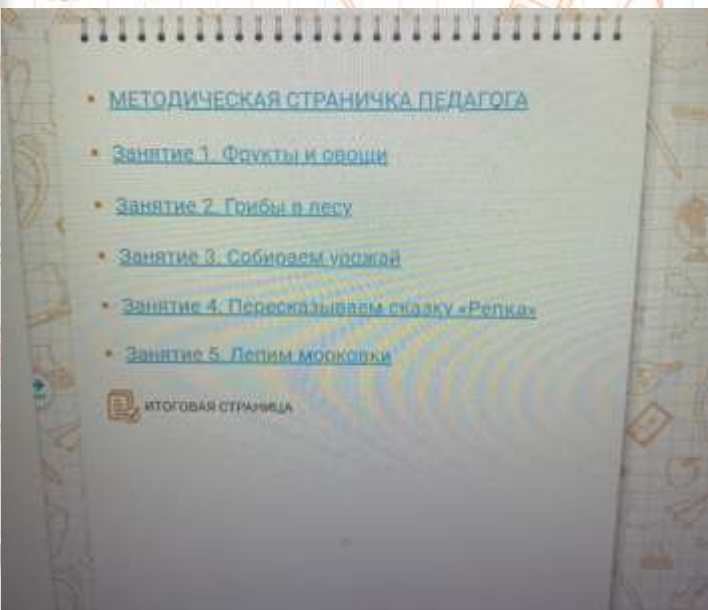 МЕТОДИЧЕСКАЯ СТРАНИЧКА ПЕДАГОГА
Занятие 1. Фрукты и овощи
Занятие 2. Грибы в лесу
Занятие 3. Собираем урожай
Занятие 4. Пересказываем сказку «Репка»
Занятие 5. Лепим морковки
ИТОГОВАЯ СТРАНИЦА